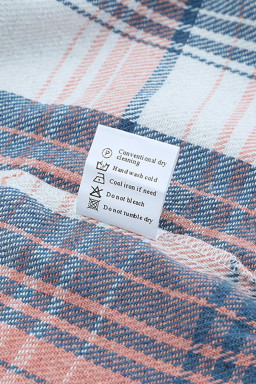 Conventional dry
cleaning
Hand wash cold
Cool iron if need
Do not bleach
Do not tumble dry